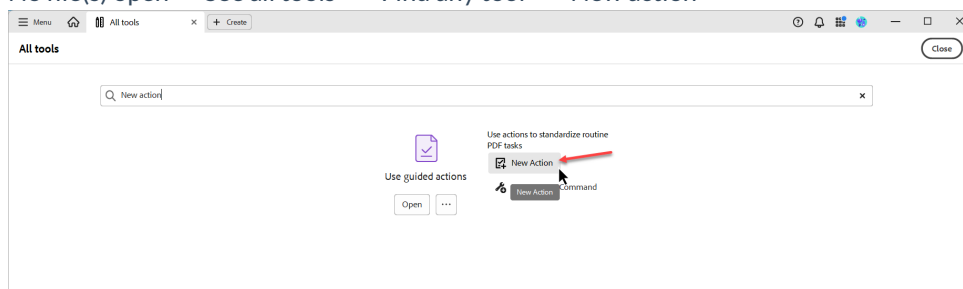 Menu All tools × + Create
All tools Close
New action ×
Use actions to standardize routine
PDF tasks
New Action
Use guided actions
New Action Command
Open ...